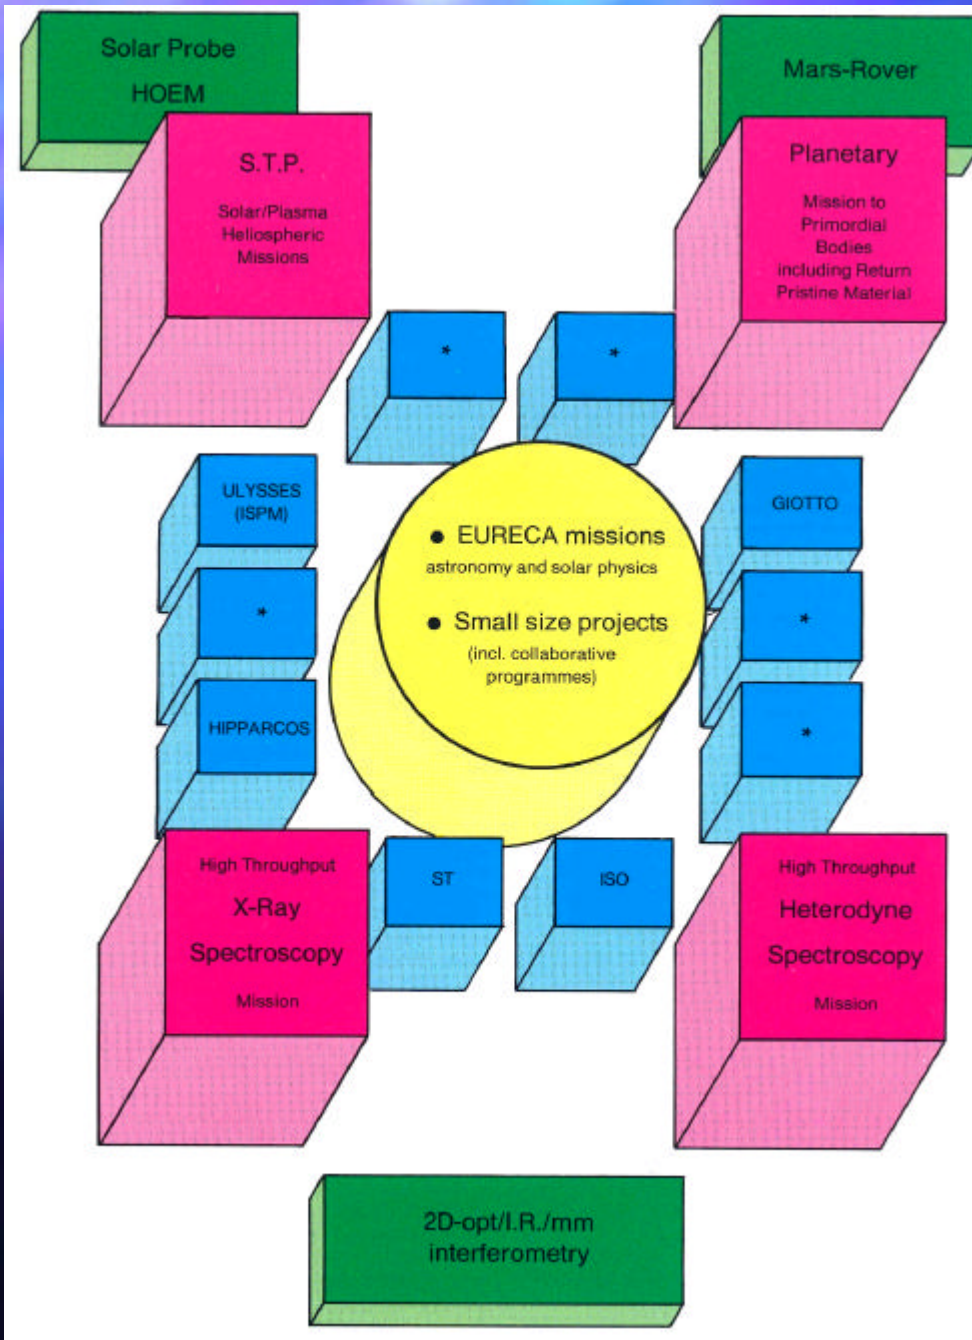 Solar Probe
HOEM
Mars-Rover
S.T.P.
Solar/Plasma
Heliospheric
Missions
Planetary
Mission to
Primordial
Bodies
including Return
Pristine Material
*
*
ULYSSES
(ISPM)
GIOTTO
● EURECA missions
astronomy and solar physics
*
● Small size projects
(incl. collaborative
programmes)
*
HIPPARCOS
*
High Throughput
X-Ray
Spectroscopy
Mission
ST
ISO
High Throughput
Heterodyne
Spectroscopy
Mission
2D-opt/I.R./mm
interferometry